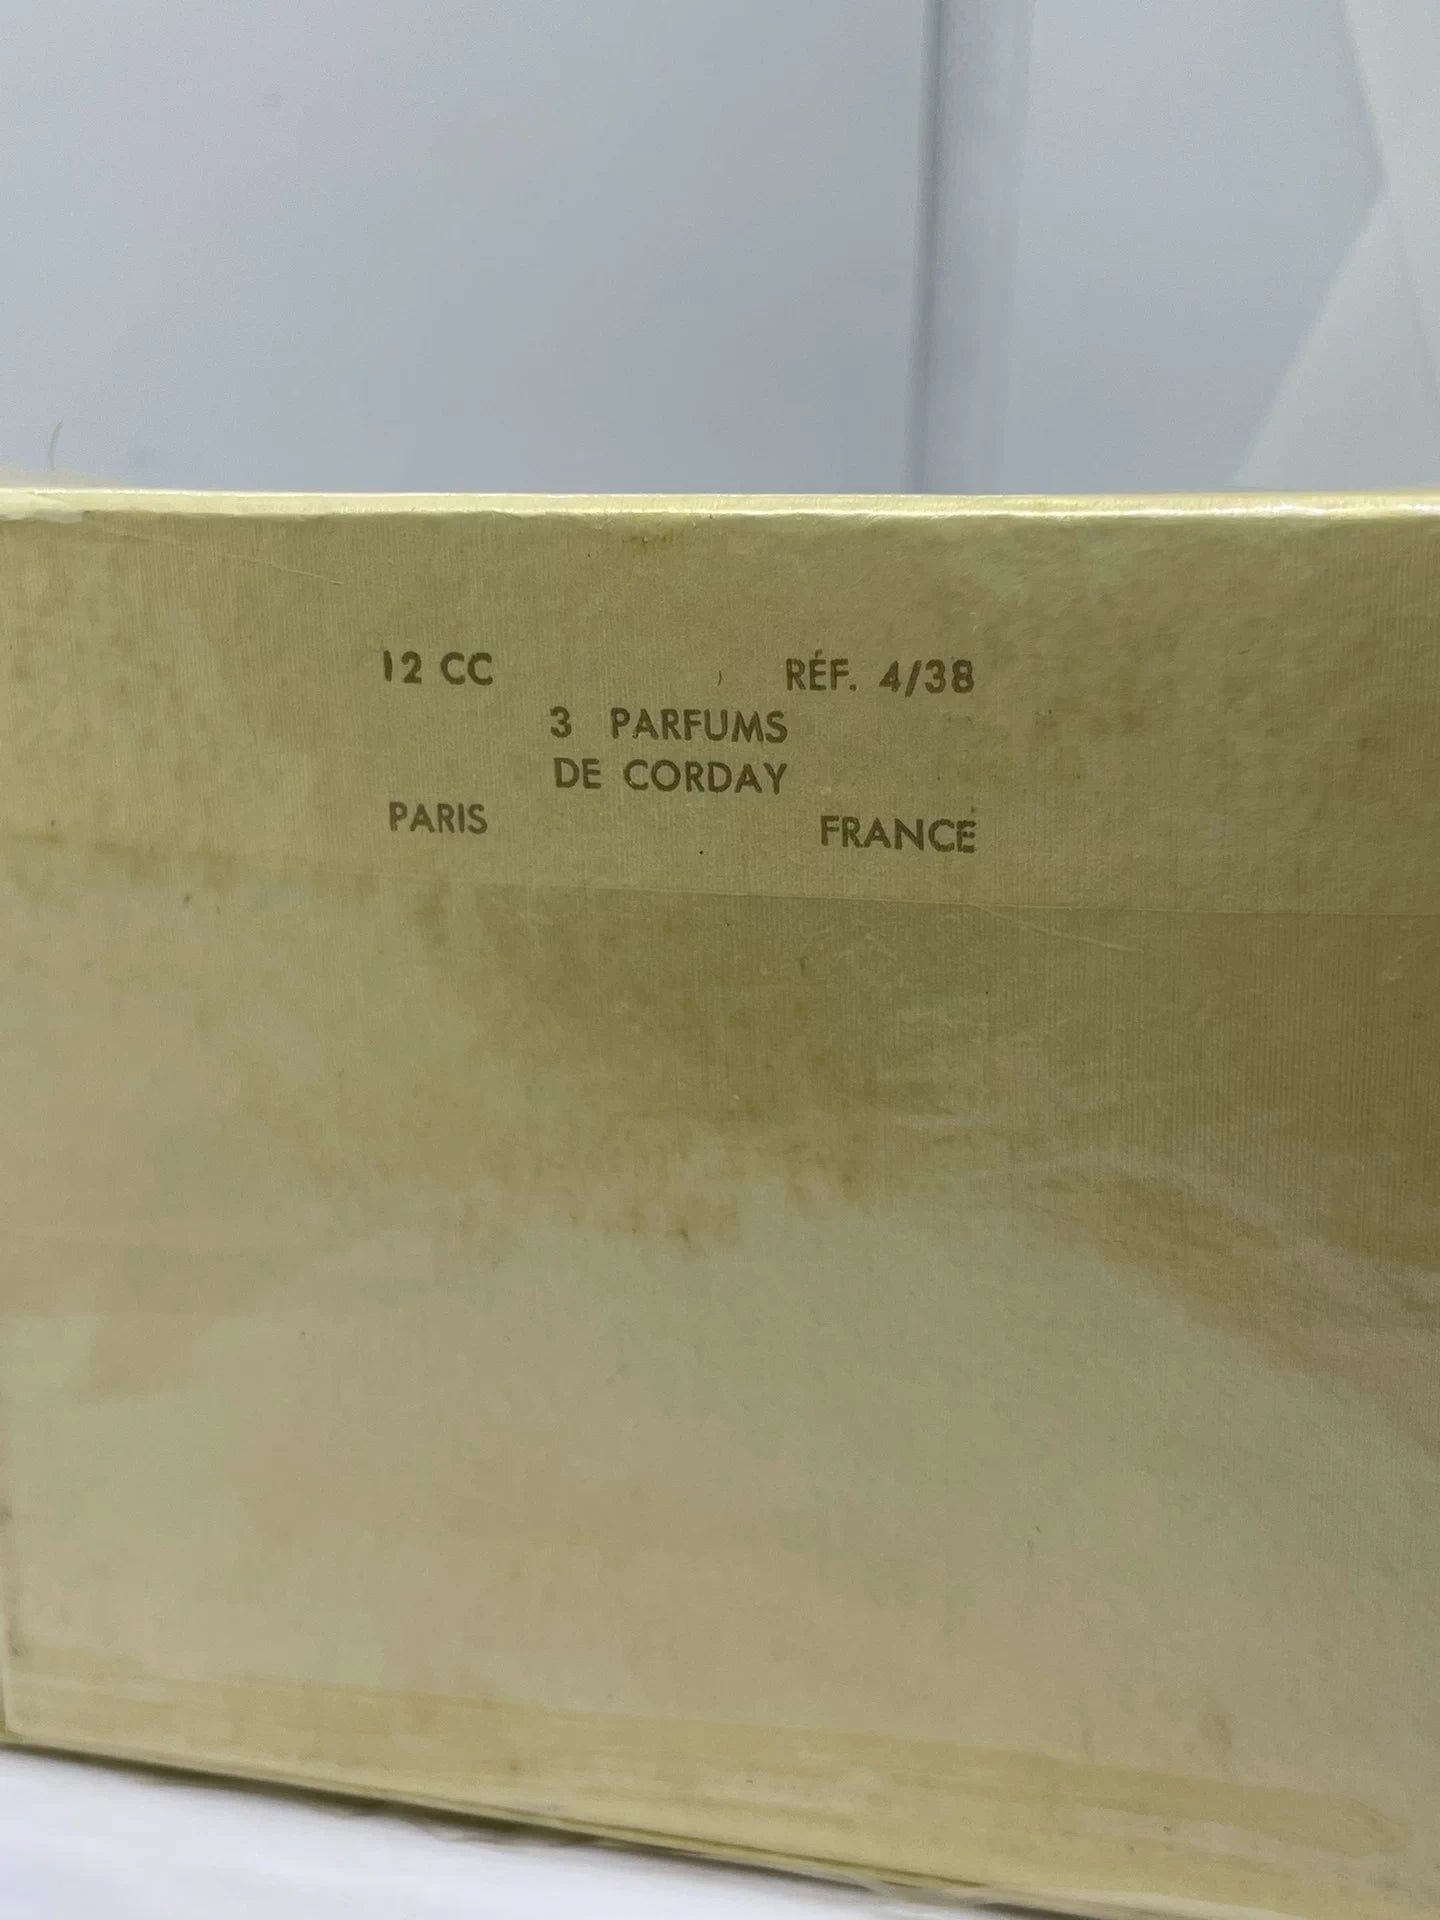 12 CC RÉF. 4/38
3 PARFUMS
DE CORDAY
PARIS FRANCE